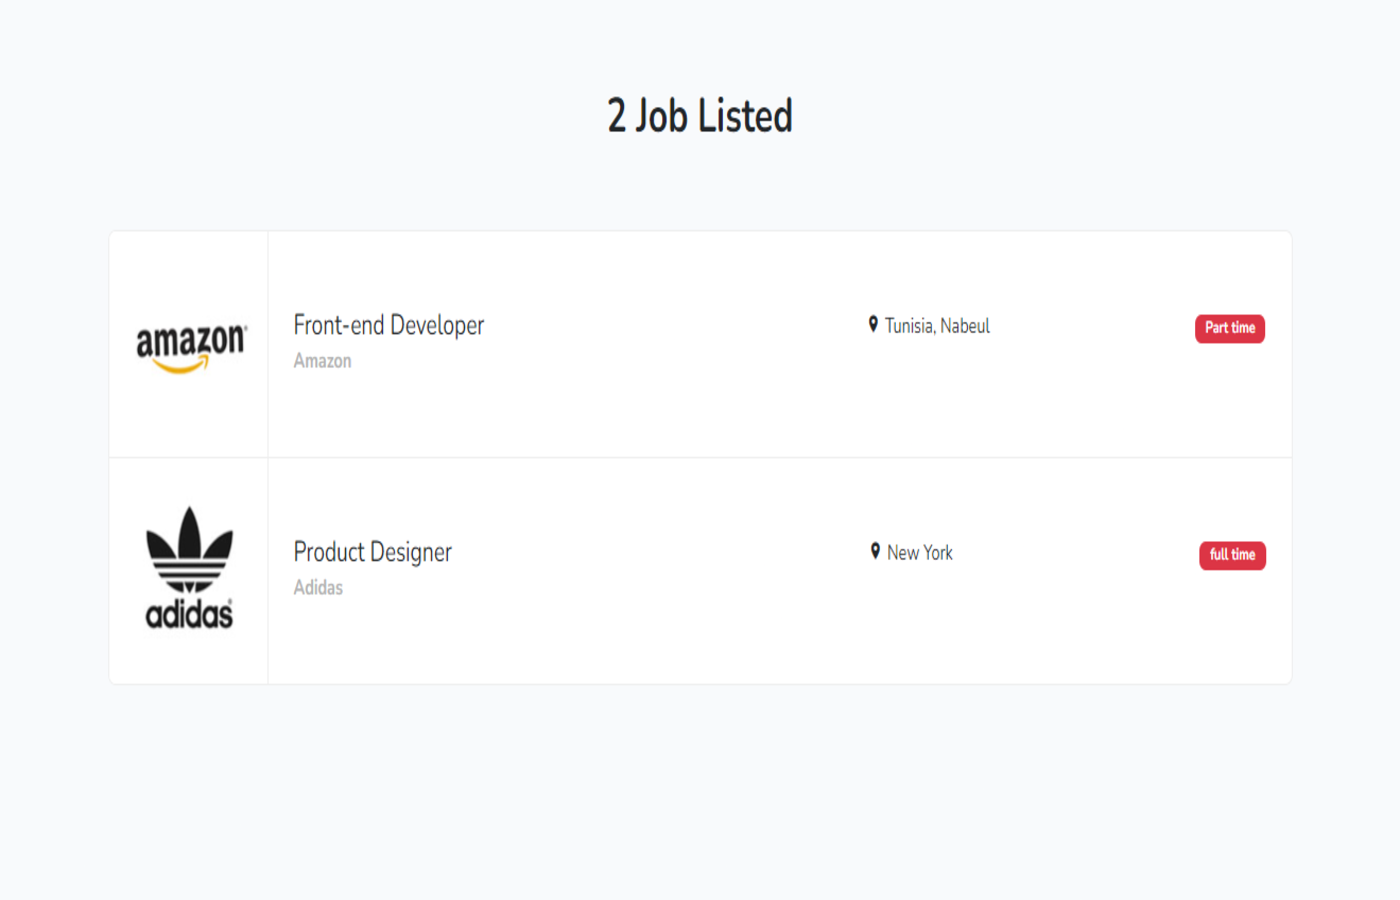 2 Job Listed
amazon
Front-end Developer
Amazon
Tunisia, Nabeul
Part time
adidas
Product Designer
Adidas
New York
full time